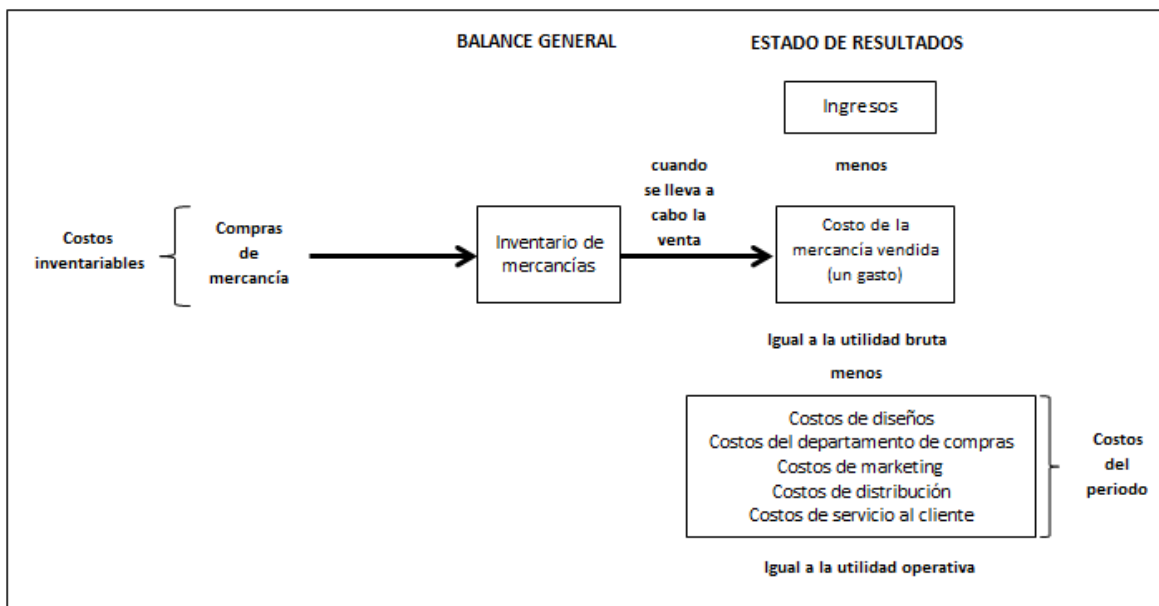 BALANCE GENERAL
ESTADO DE RESULTADOS
Ingresos
menos
cuando
se lleva a
cabo la
venta
Costos
inventariables
Compras
de
mercancía
Inventario de
mercancías
Costo de la
mercancía vendida
(un gasto)
Igual a la utilidad bruta
menos
Costos de diseños
Costos del departamento de compras
Costos de marketing
Costos de distribución
Costos de servicio al cliente
Costos
del
periodo
Igual a la utilidad operativa